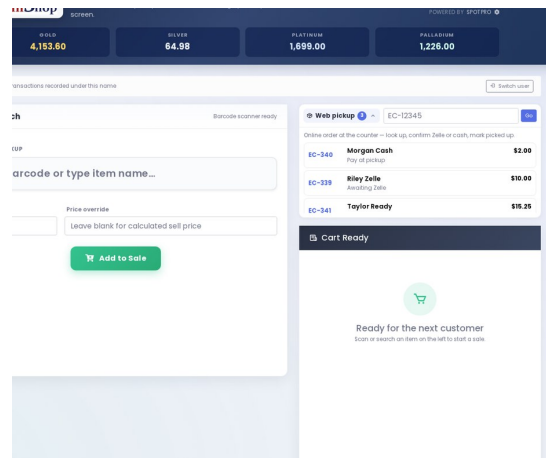 Shop
screen.
POWERED BY SPOTPRO
GOLD
4,153.60
SILVER
64.98
PLATINUM
1,699.00
PALLADIUM
1,226.00
transactions recorded under this name
Switch user
ch
Barcode scanner ready
KUP
arcode or type item name...
Price override
Leave blank for calculated sell price
Add to Sale
Web pickup 3
EC-12345
Go
Online order at the counter — look up, confirm Zelle or cash, mark picked up.
EC-340
Morgan Cash
$2.00
Pay at pickup
EC-339
Riley Zelle
$10.00
Awaiting Zelle
EC-341
Taylor Ready
$15.25
Cart Ready
Ready for the next customer
Scan or search an item on the left to start a sale.